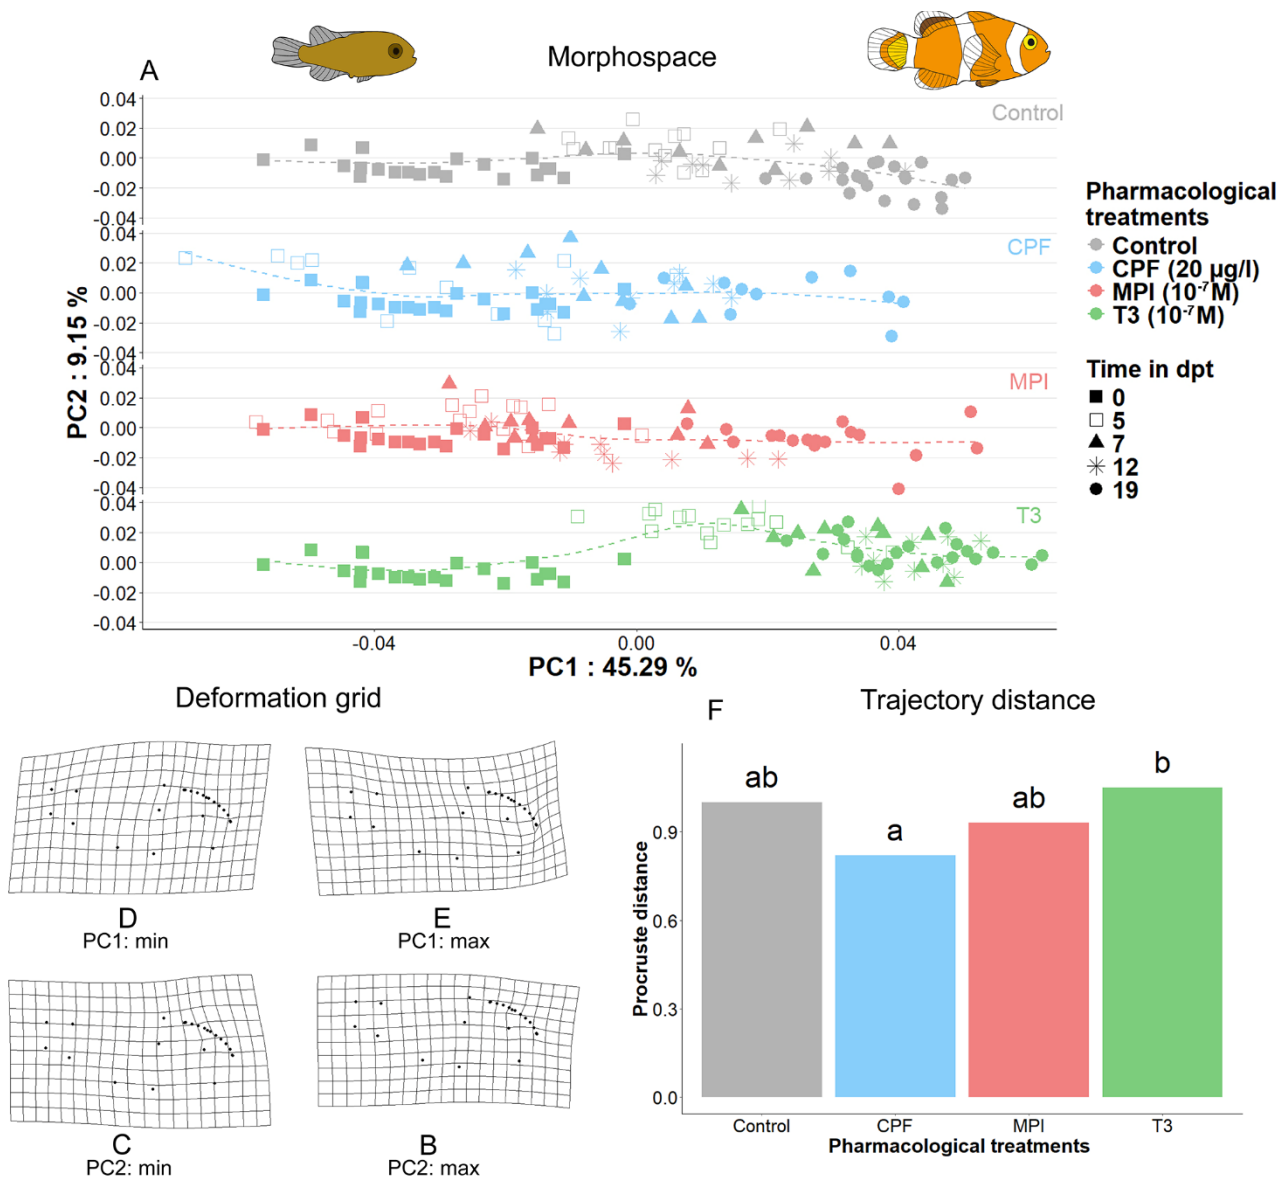 Morphospace
A
Control
0.04
0.02
0.00
-0.02
-0.04
CPF
0.04
0.02
0.00
-0.02
-0.04
MPI
0.04
0.02
0.00
-0.02
-0.04
T3
0.04
0.02
0.00
-0.02
-0.04
PC2 : 9.15 %
-0.04 0.00 0.04
PC1 : 45.29 %
Pharmacological
treatments
Control
CPF (20 µg/l)
MPI (10⁻⁷M)
T3 (10⁻⁷M)
Time in dpt
0
5
7
12
19
Deformation grid
D
PC1: min
E
PC1: max
C
PC2: min
B
PC2: max
F
Trajectory distance
ab
a
ab
b
Procruste distance
0.9
0.6
0.3
0.0
Control CPF MPI T3
Pharmacological treatments